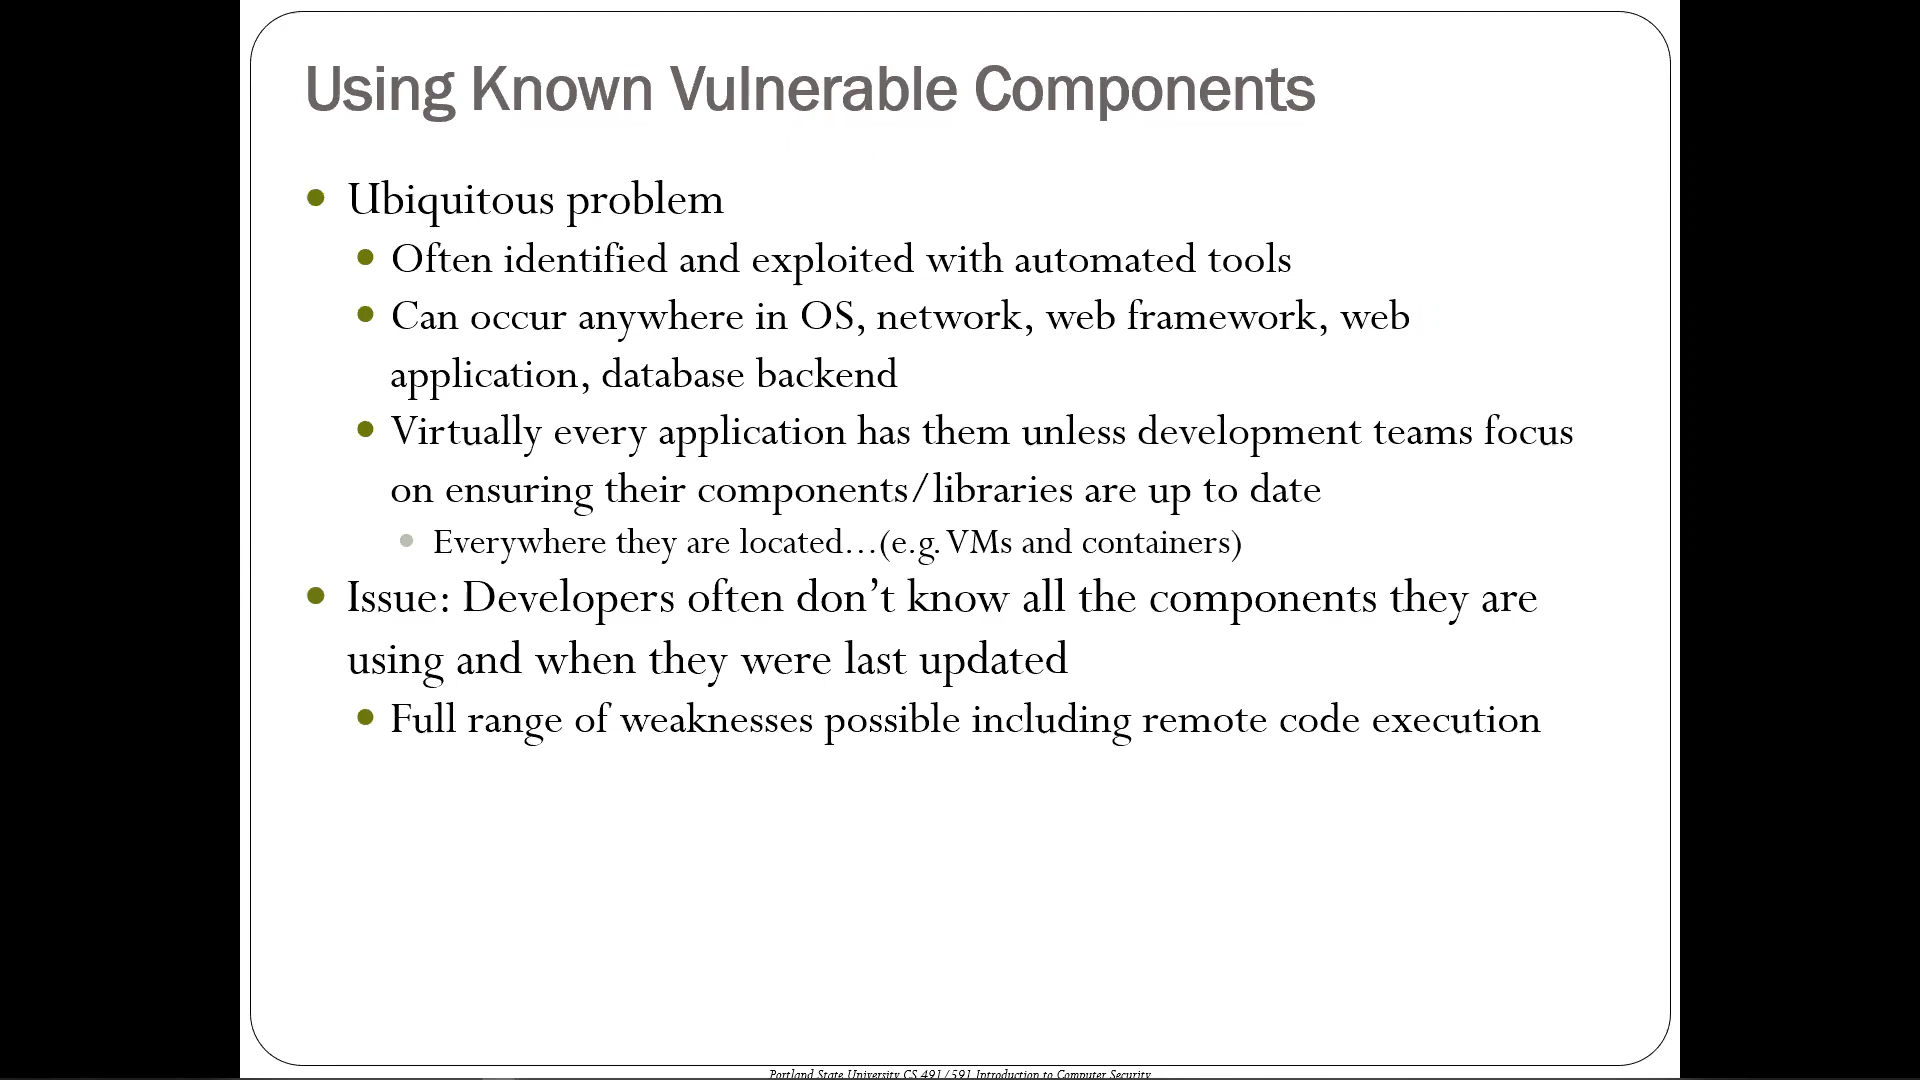 Using Known Vulnerable Components
Ubiquitous problem
Often identified and exploited with automated tools
Can occur anywhere in OS, network, web framework, web
application, database backend
Virtually every application has them unless development teams focus
on ensuring their components/libraries are up to date
Everywhere they are located…(e.g. VMs and containers)
Issue: Developers often don’t know all the components they are
using and when they were last updated
Full range of weaknesses possible including remote code execution
Portland State University CS 491/591 Introduction to Computer Security